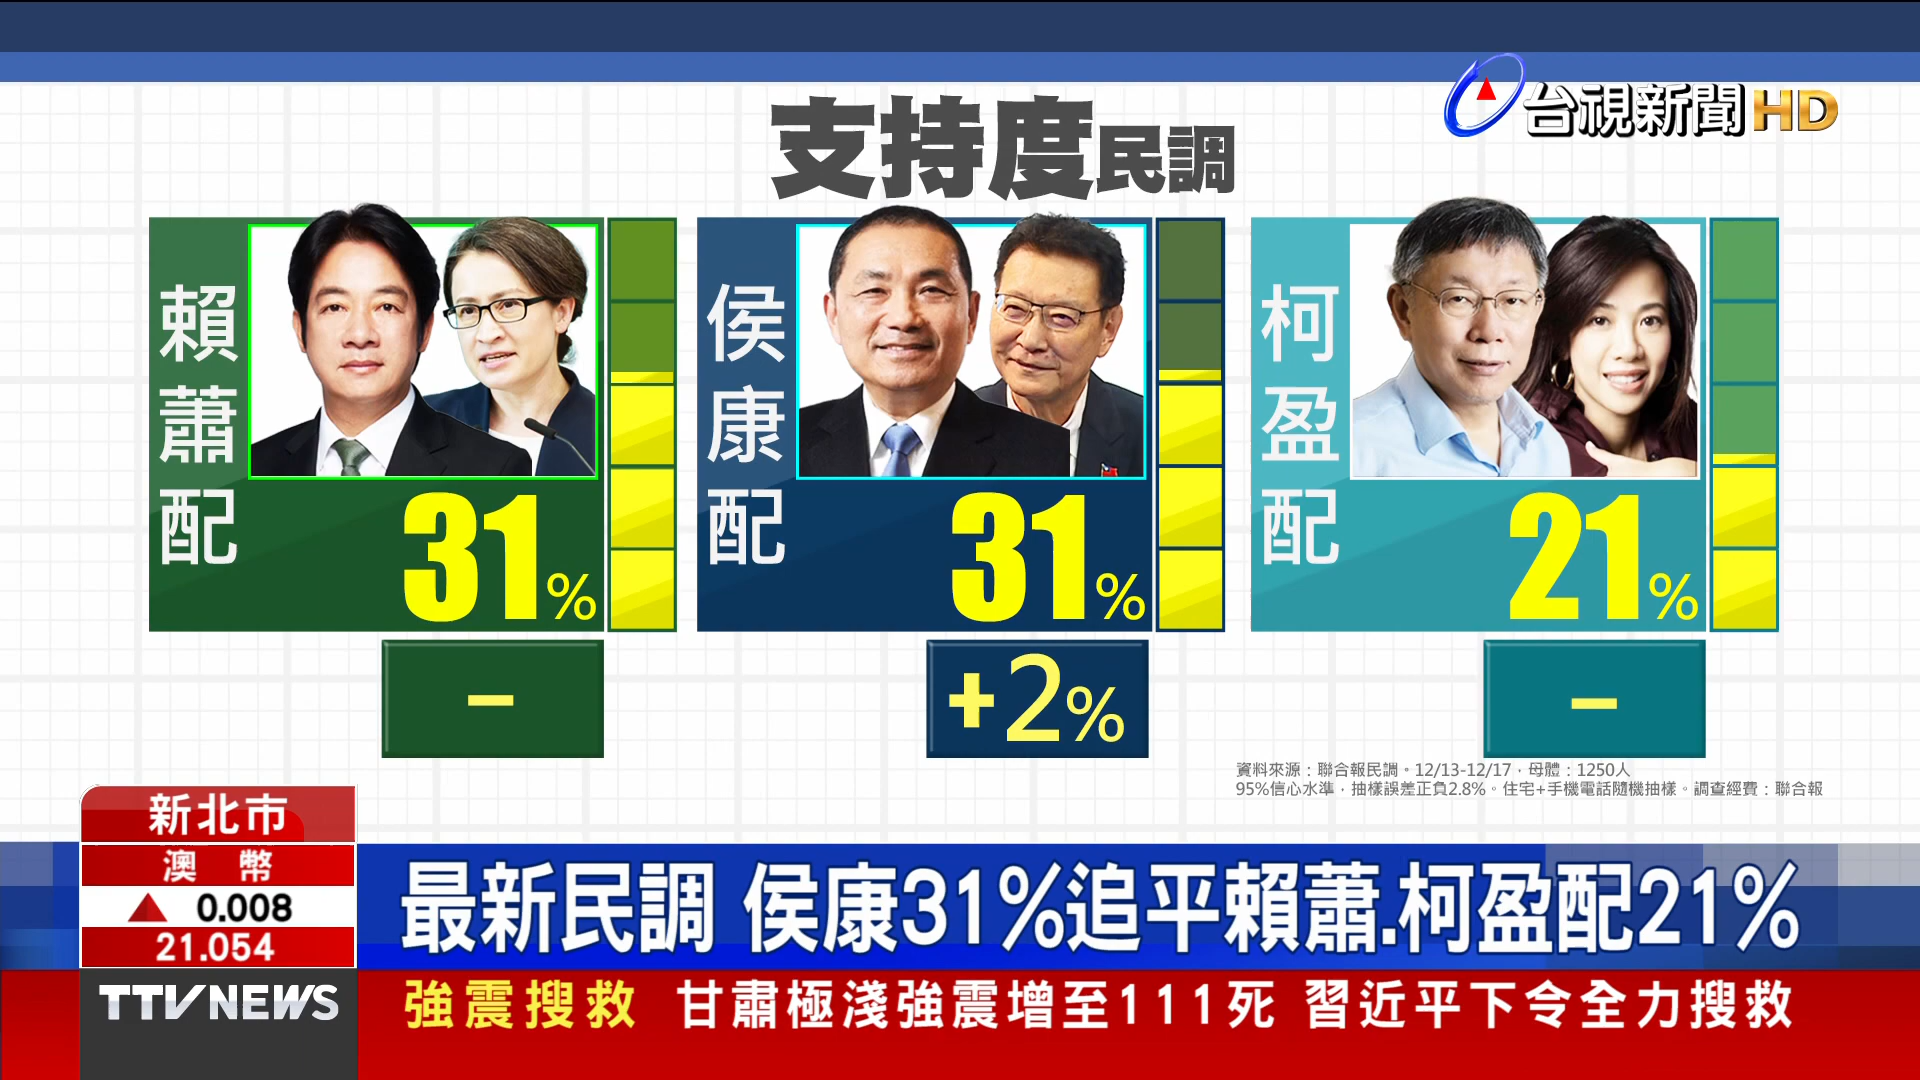 台視新聞HD
支持度民調
賴蕭配
31%
–
侯康配
31%
+2%
柯盈配
21%
–
資料來源：聯合報民調。12/13-12/17，母體：1250人
95%信心水準，抽樣誤差正負2.8%。住宅+手機電話隨機抽樣。調查經費：聯合報
新北市
澳幣
▲ 0.008
21.054
最新民調 侯康31%追平賴蕭.柯盈配21%
TTV NEWS
強震搜救 甘肅極淺強震增至111死 習近平下令全力搜救